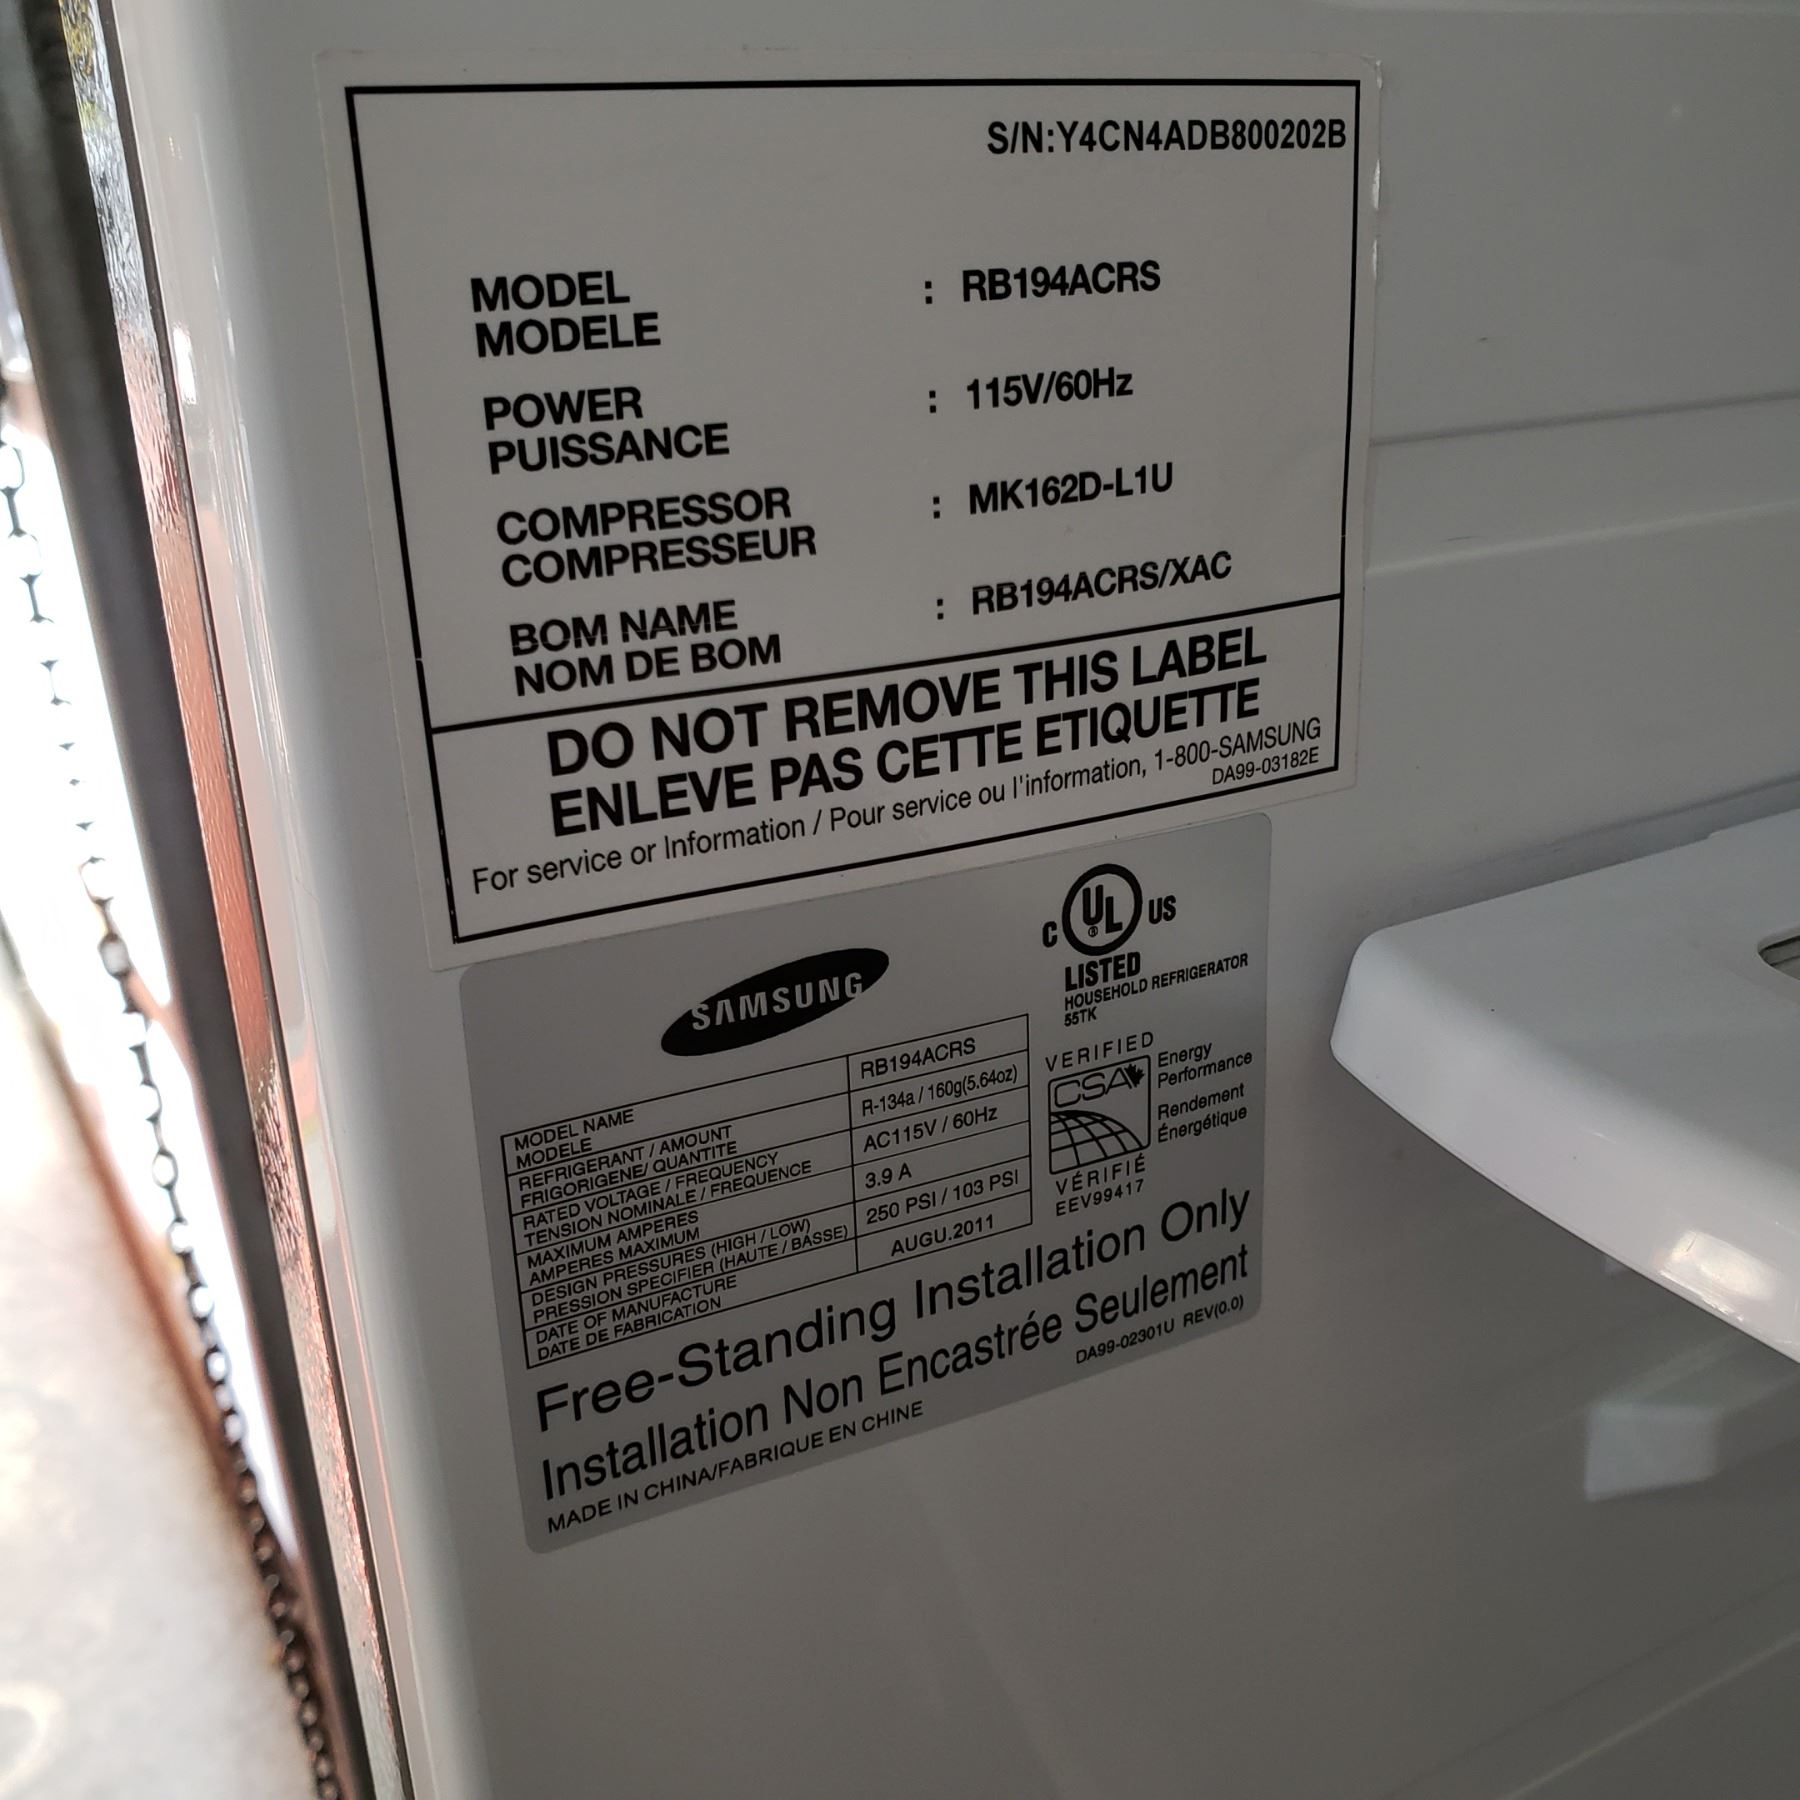 S/N:Y4CN4ADB800202B
MODEL : RB194ACRS
MODELE
POWER : 115V/60Hz
PUISSANCE
COMPRESSOR : MK162D-L1U
COMPRESSEUR
BOM NAME : RB194ACRS/XAC
NOM DE BOM
DO NOT REMOVE THIS LABEL
ENLEVE PAS CETTE ETIQUETTE
For service or Information / Pour service ou l'information, 1-800-SAMSUNG
DA99-03182E
SAMSUNG
C UL ® US
LISTED
HOUSEHOLD REFRIGERATOR
55TK
MODEL NAME RB194ACRS
MODELE
REFRIGERANT / AMOUNT R-134a / 160g(5.64oz)
FRIGORIGENE/ QUANTITE
RATED VOLTAGE / FREQUENCY AC115V / 60Hz
TENSION NOMINALE / FREQUENCE
MAXIMUM AMPERES 3.9 A
AMPERES MAXIMUM
DESIGN PRESSURES (HIGH / LOW) 250 PSI / 103 PSI
PRESSION SPECIFIER (HAUTE / BASSE)
DATE OF MANUFACTURE AUGU.2011
DATE DE FABRICATION
VERIFIED
CSA
Energy
Performance
Rendement
Énergétique
VÉRIFIÉ
EEV99417
Free-Standing Installation Only
Installation Non Encastrée Seulement
DA99-02301U REV(0.0)
MADE IN CHINA/FABRIQUE EN CHINE